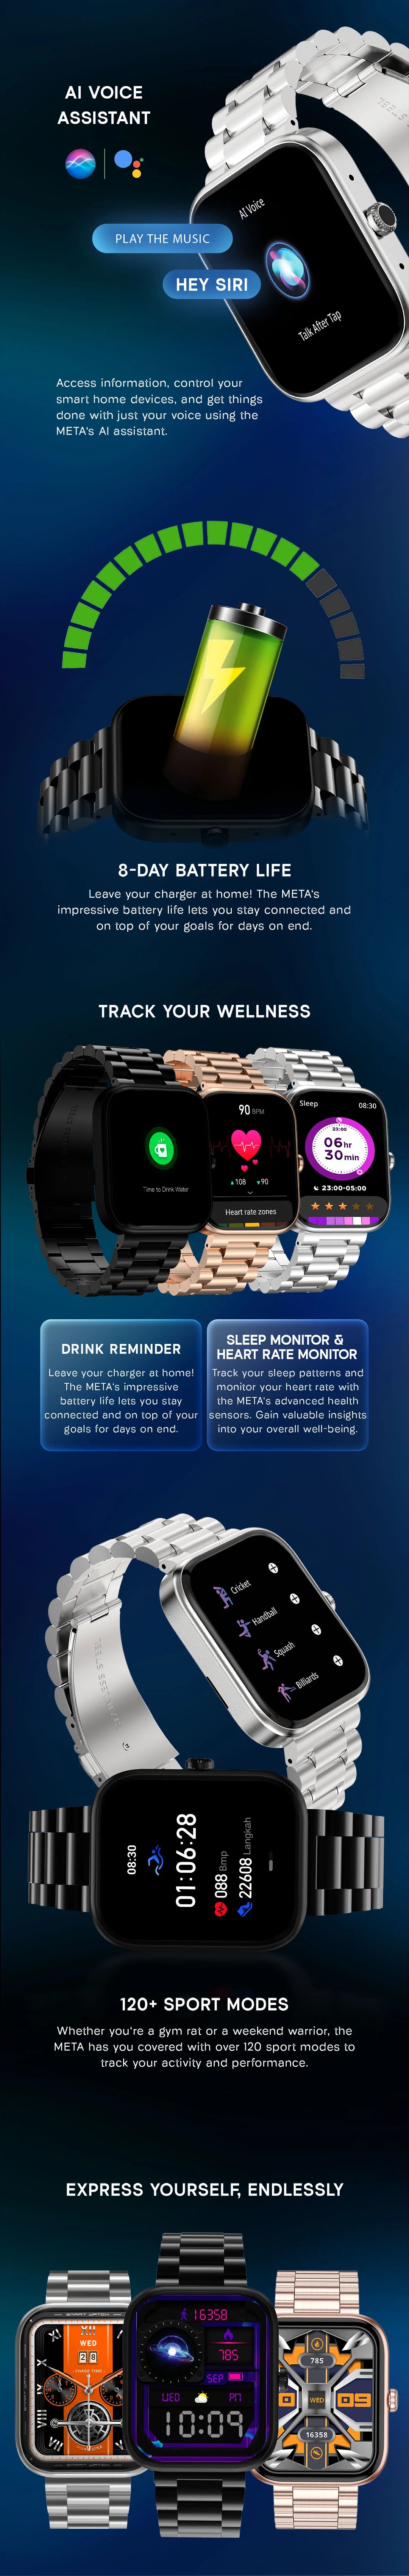 AI VOICE
ASSISTANT
PLAY THE MUSIC
HEY SIRI
AI Voice
Talk After Tap
Access information, control your
smart home devices, and get things
done with just your voice using the
META's AI assistant.
8-DAY BATTERY LIFE
Leave your charger at home! The META's
impressive battery life lets you stay connected and
on top of your goals for days on end.
TRACK YOUR WELLNESS
Time to Drink Water
90 BPM
108 90
Heart rate zones
Sleep 08:30
23:00
06 hr
30 min
23:00-05:00
DRINK REMINDER
Leave your charger at home!
The META's impressive
battery life lets you stay
connected and on top of your
goals for days on end.
SLEEP MONITOR &
HEART RATE MONITOR
Track your sleep patterns and
monitor your heart rate with
the META's advanced health
sensors. Gain valuable insights
into your overall well-being.
Cricket
Handball
Squash
Billiards
08:30
01:06:28
088 Bmp
22608 Langkah
120+ SPORT MODES
Whether you're a gym rat or a weekend warrior, the
META has you covered with over 120 sport modes to
track your activity and performance.
EXPRESS YOURSELF, ENDLESSLY
WED
28
16358
785
SEP
WED PM
10:09
785
WED
09
16358